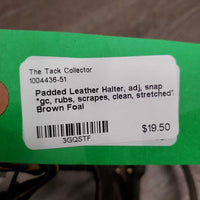 The Tack Collector
1004436-51
Padded Leather Halter, adj, snap
"gc, rubs, scrapes, clean, stretched"
Brown Foal
3GQSTF
$19.50